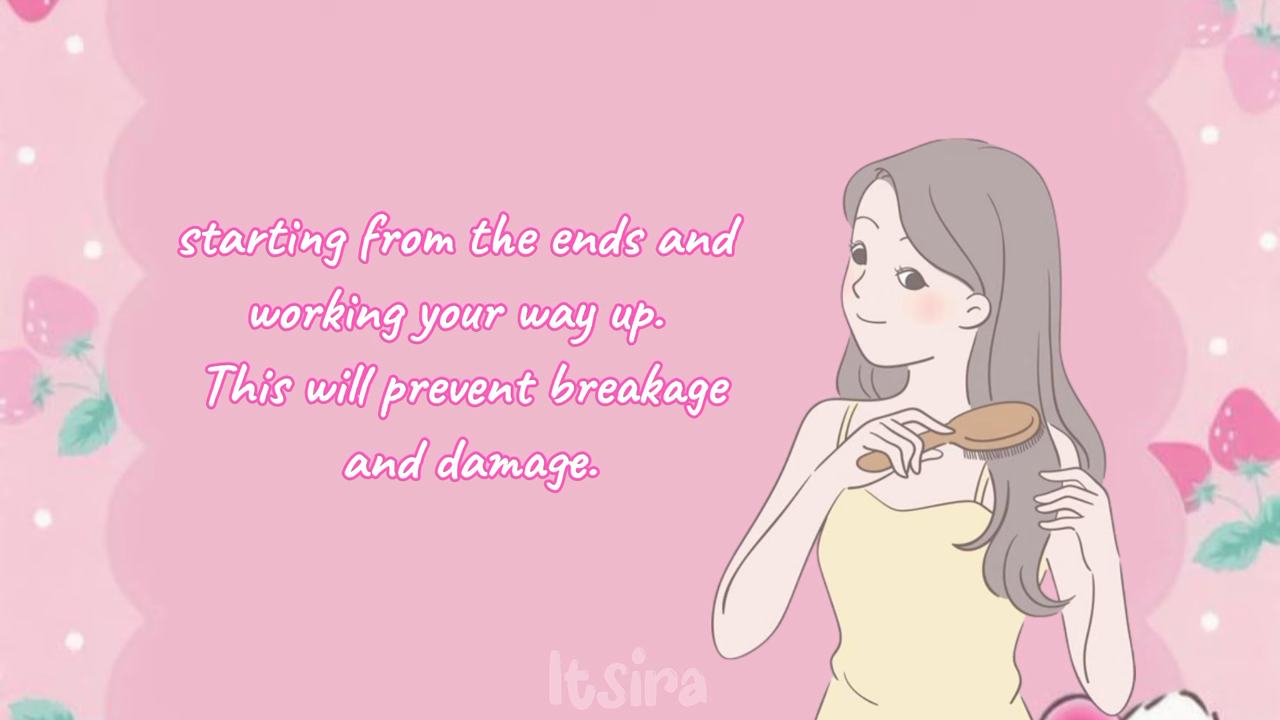 starting from the ends and
working your way up.
This will prevent breakage
and damage.
Itsira